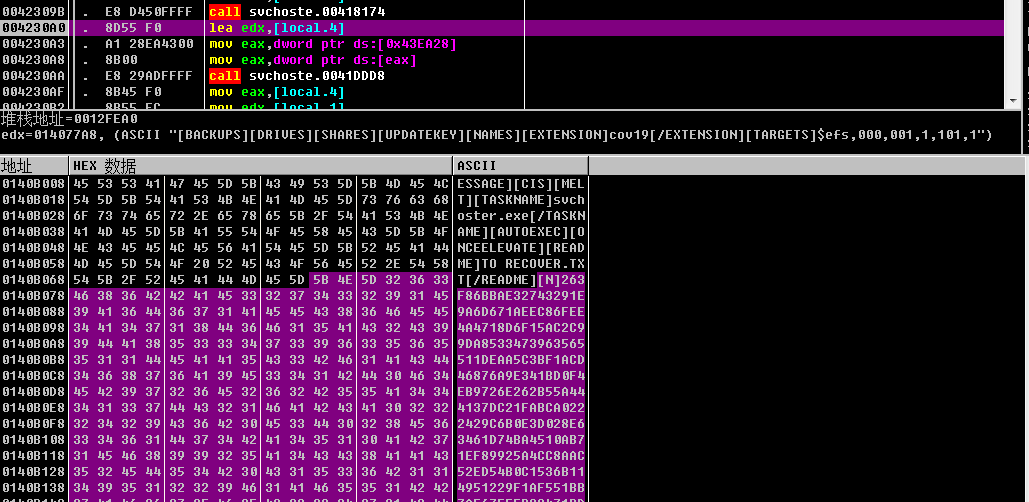 0042309B . E8 D450FFFF call svchoste.00418174
004230A0 . 8D55 F0 lea edx,[local.4]
004230A3 . A1 28EA4300 mov eax,dword ptr ds:[0x43EA28]
004230A8 . 8B00 mov eax,dword ptr ds:[eax]
004230AA . E8 29ADFFFF call svchoste.0041DDD8
004230AF . 8B45 F0 mov eax,[local.4]
004230B2 . 8B55 FC mov edx,[local.1]
堆栈地址=0012FEA0
edx=014077A8, (ASCII "[BACKUPS][DRIVES][SHARES][UPDATEKEY][NAMES][EXTENSION]cov19[/EXTENSION][TARGETS]$efs,000,001,1,101,1")
地址 HEX 数据 ASCII
0140B008 45 53 53 41 47 45 5D 5B 43 49 53 5D 5B 4D 45 4C ESSAGE][CIS][MEL
0140B018 54 5D 5B 54 41 53 4B 4E 41 4D 45 5D 73 76 63 68 T][TASKNAME]svch
0140B028 6F 73 74 65 72 2E 65 78 65 5B 2F 54 41 53 4B 4E oster.exe[/TASKN
0140B038 41 4D 45 5D 5B 41 55 54 4F 45 58 45 43 5D 5B 4F AME][AUTOEXEC][O
0140B048 4E 43 45 45 4C 45 56 41 54 45 5D 5B 52 45 41 44 NCEELEVATE][READ
0140B058 4D 45 5D 54 4F 20 52 45 43 4F 56 45 52 2E 54 58 ME]TO RECOVER.TX
0140B068 54 5B 2F 52 45 41 44 4D 45 5D 5B 4E 5D 32 36 33 T[/README][N]263
0140B078 46 38 36 42 42 41 45 33 32 37 34 33 32 39 31 45 F86BBAE32743291E
0140B088 39 41 36 44 36 37 31 41 45 45 43 38 36 46 45 45 9A6D671AEEC86FEE
0140B098 34 41 34 37 31 38 44 36 46 31 35 41 43 32 43 39 4A4718D6F15AC2C9
0140B0A8 39 44 41 38 35 33 33 34 37 33 39 36 33 35 36 35 9DA8533473963565
0140B0B8 35 31 31 44 45 41 41 35 43 33 42 46 31 41 43 44 511DEAA5C3BF1ACD
0140B0C8 34 36 38 37 36 41 39 45 33 34 31 42 44 30 46 34 46876A9E341BD0F4
0140B0D8 45 42 39 37 32 36 45 32 36 32 42 35 35 41 34 34 EB9726E262B55A44
0140B0E8 34 31 33 37 44 43 32 31 46 41 42 43 41 30 32 32 4137DC21FABCA022
0140B0F8 32 34 32 39 43 36 42 30 45 33 44 30 32 38 45 36 2429C6B0E3D028E6
0140B108 33 34 36 31 44 37 34 42 41 34 35 31 30 41 42 37 3461D74BA4510AB7
0140B118 31 45 46 38 39 39 32 35 41 34 43 43 38 41 41 43 1EF89925A4CC8AAC
0140B128 35 32 45 44 35 34 42 30 43 31 35 33 36 42 31 31 52ED54B0C1536B11
0140B138 34 39 35 31 32 32 39 46 31 41 46 35 35 31 42 42 4951229F1AF551BB